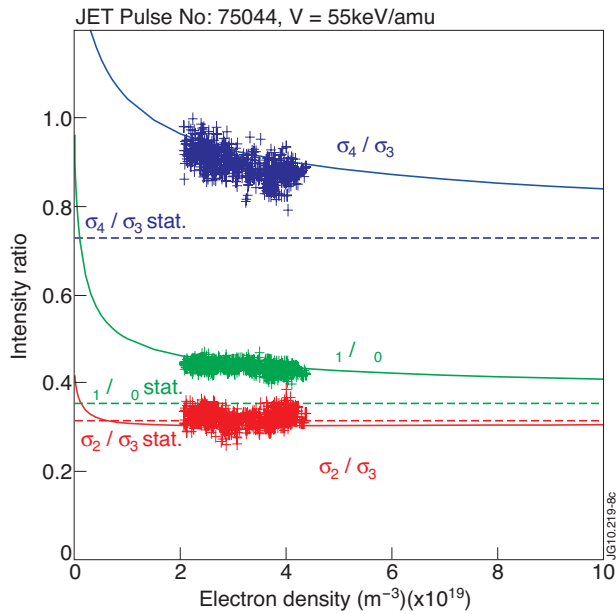 JET Pulse No: 75044, V = 55keV/amu
1.0
0.8
0.6
0.4
0.2
0
Intensity ratio
σ4 / σ3
σ4 / σ3 stat.
1 / 0
1 / 0 stat.
σ2 / σ3 stat.
σ2 / σ3
0 2 4 6 8 10
Electron density (m⁻³)(x10¹⁹)
JG10.219-8c